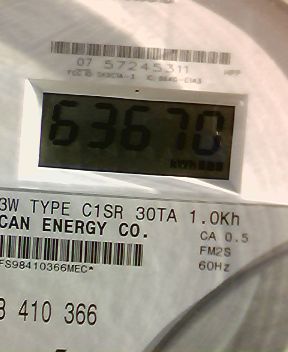 07 57245311
63670
3W TYPE C1SR 30TA 1.0Kh
CAN ENERGY CO.
CA 0.5
FM2S
60Hz
FS98410366MEC*
410 366